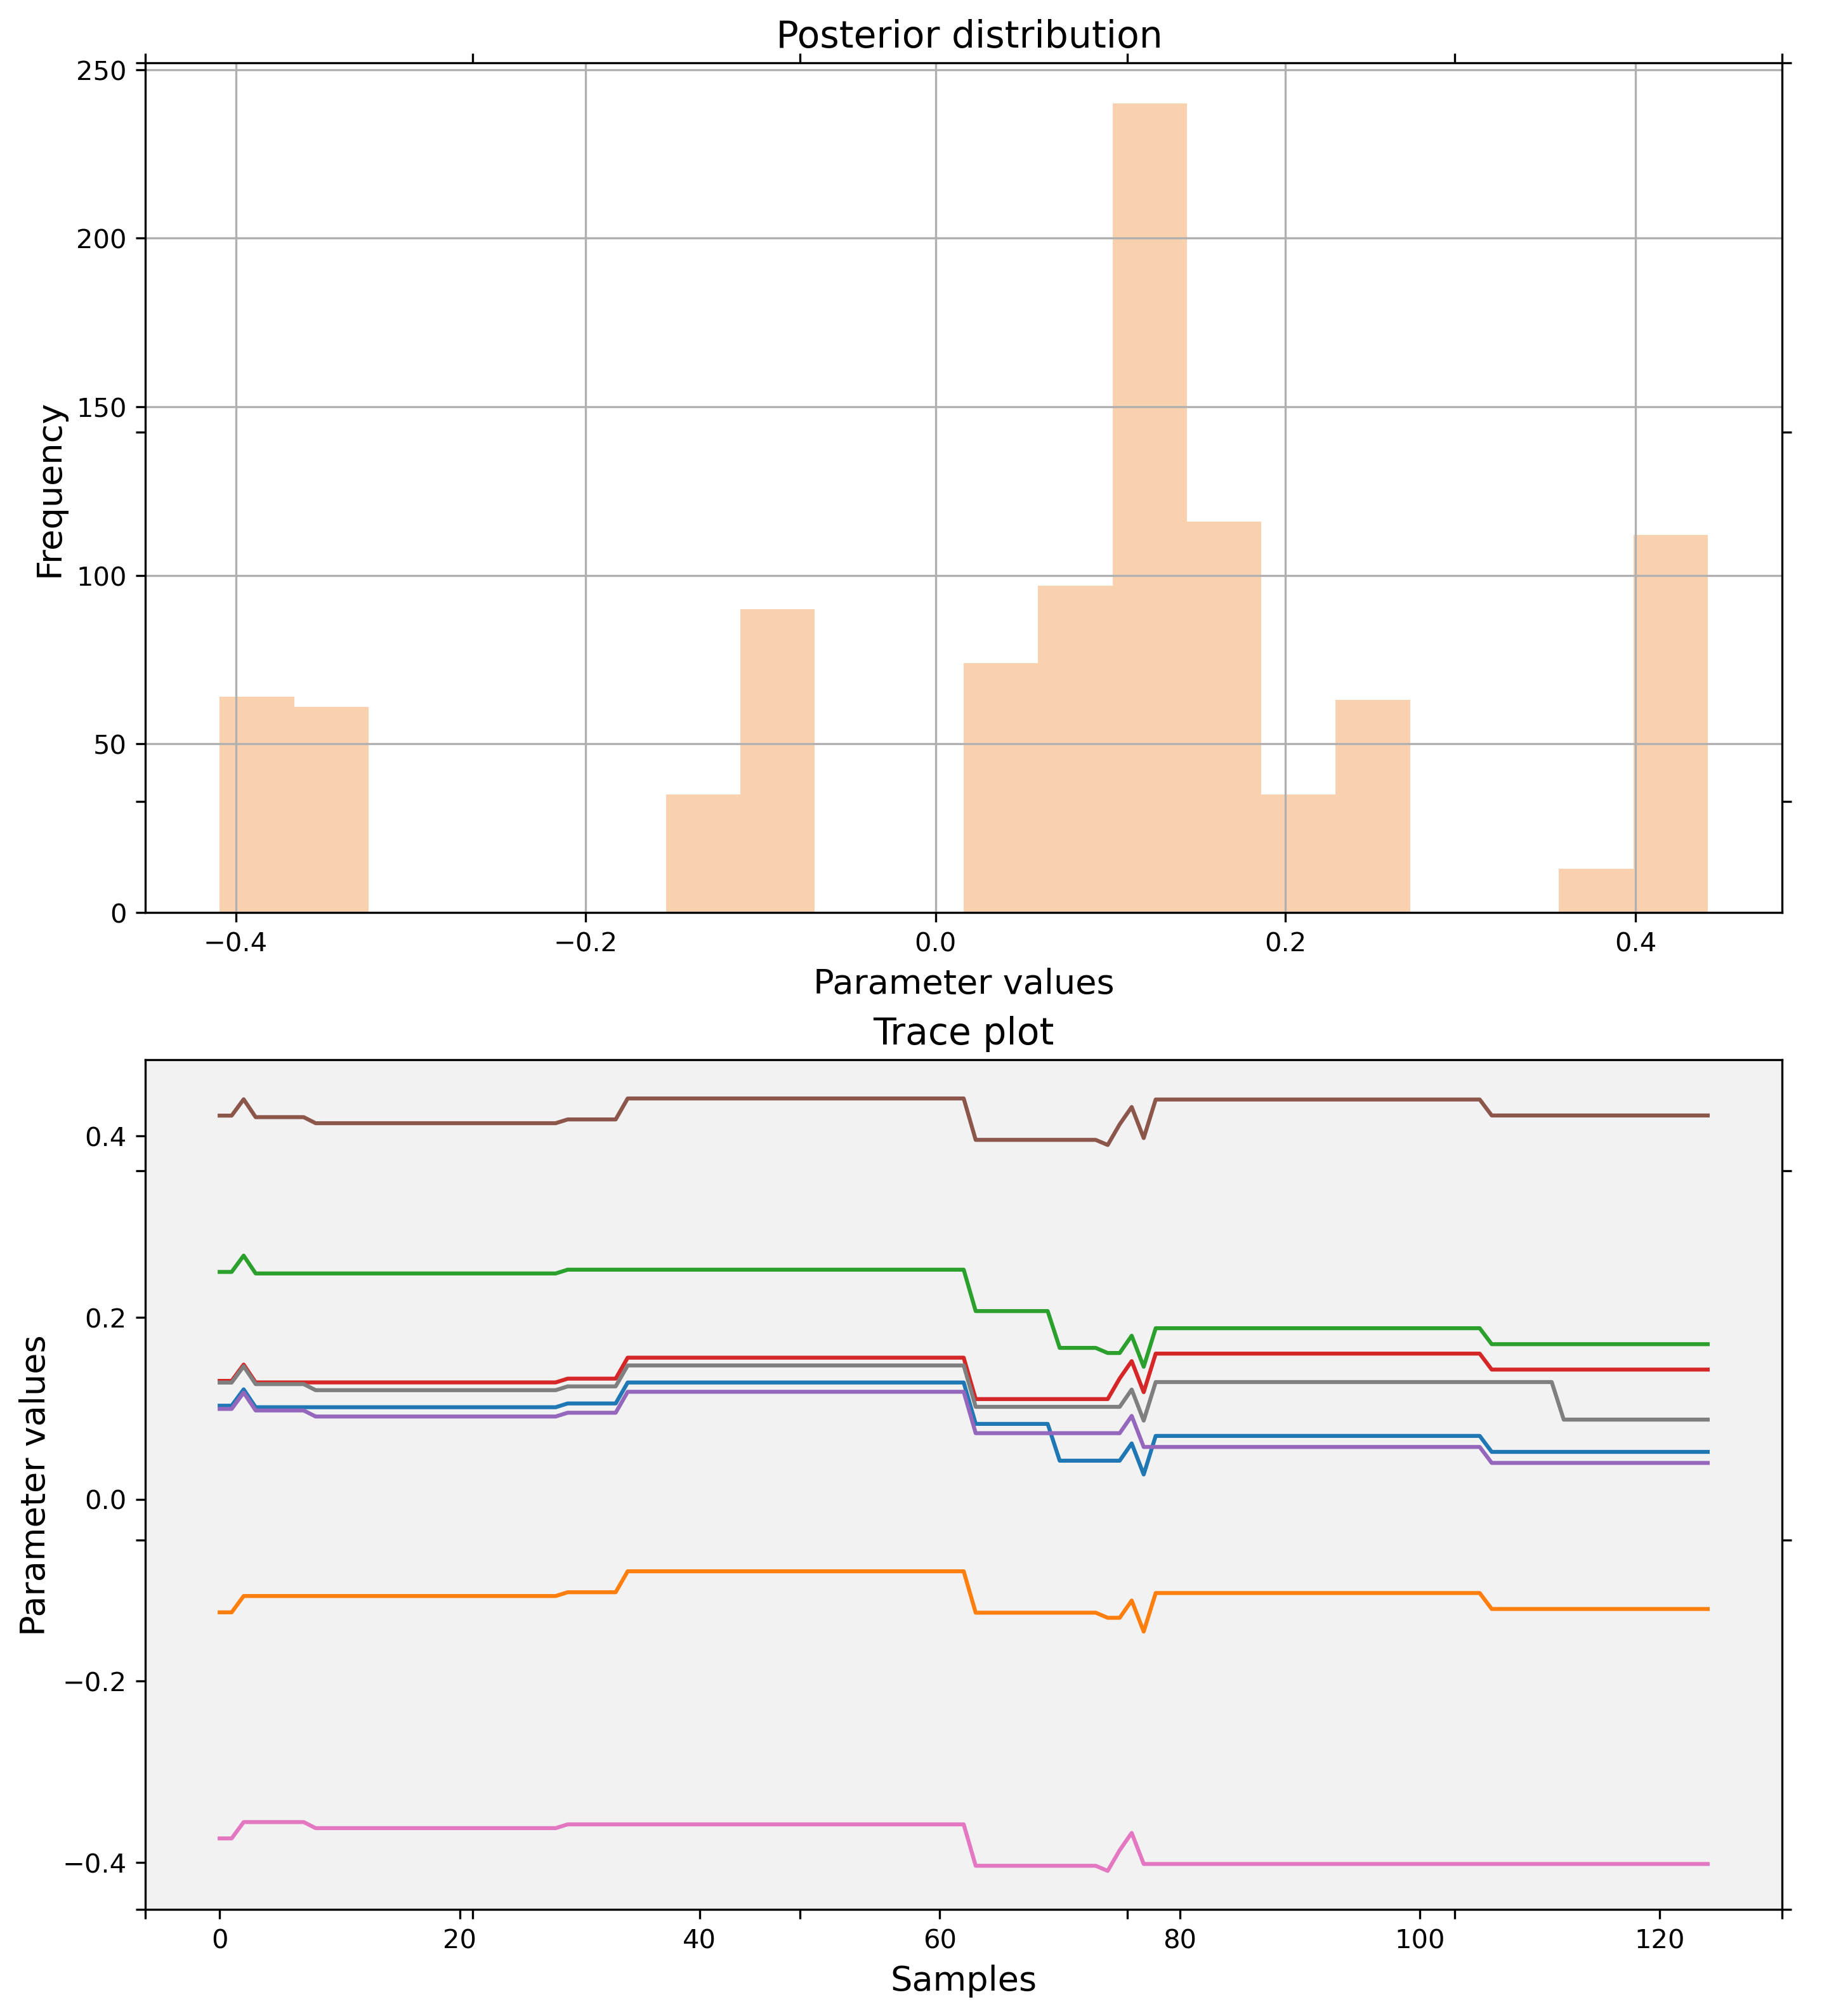 Posterior distribution
250
200
150
100
50
0
Frequency
−0.4 −0.2 0.0 0.2 0.4
Parameter values
Trace plot
0.4
0.2
0.0
−0.2
−0.4
Parameter values
0 20 40 60 80 100 120
Samples